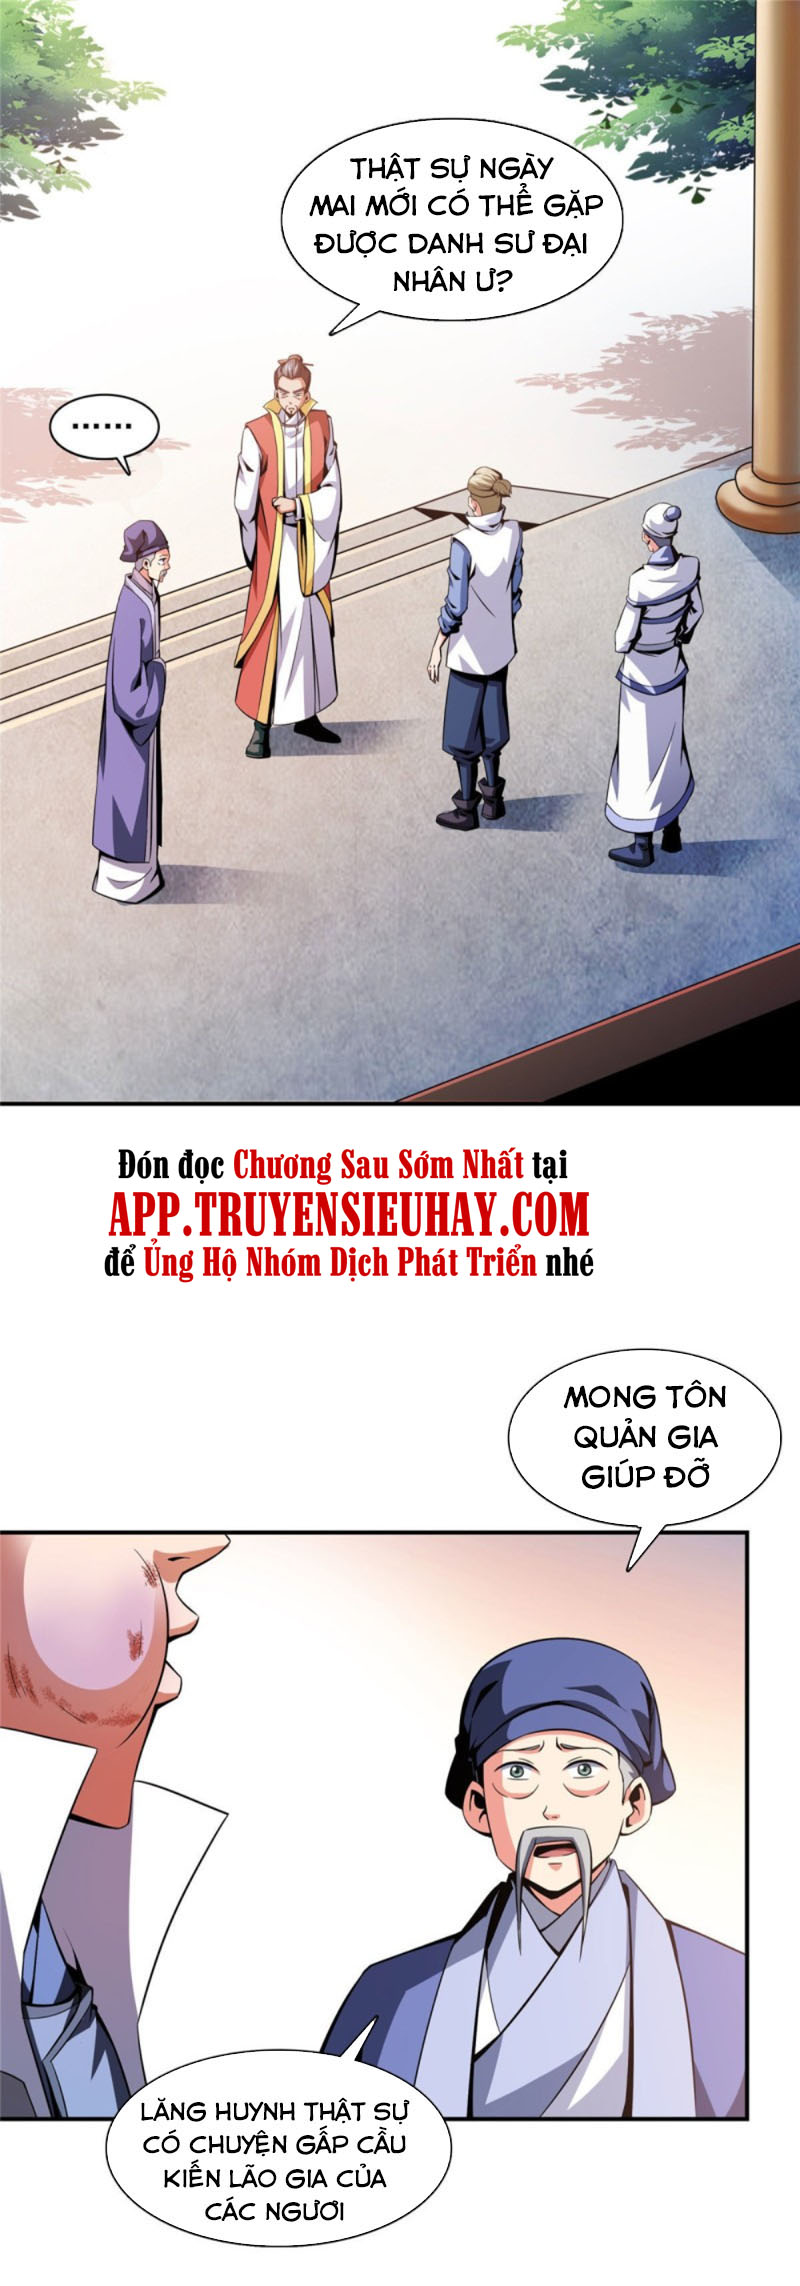 THẬT SỰ NGÀY
MAI MỚI CÓ THỂ GẶP
ĐƯỢC DANH SƯ ĐẠI
NHÂN Ư?
......
Đón đọc Chương Sau Sớm Nhất tại
APP.TRUYENSIEUHAY.COM
để Ủng Hộ Nhóm Dịch Phát Triển nhé
MONG TÔN
QUẢN GIA
GIÚP ĐỠ
LĂNG HUYNH THẬT SỰ
CÓ CHUYỆN GẤP CẦU
KIẾN LÃO GIA CỦA
CÁC NGƯƠI